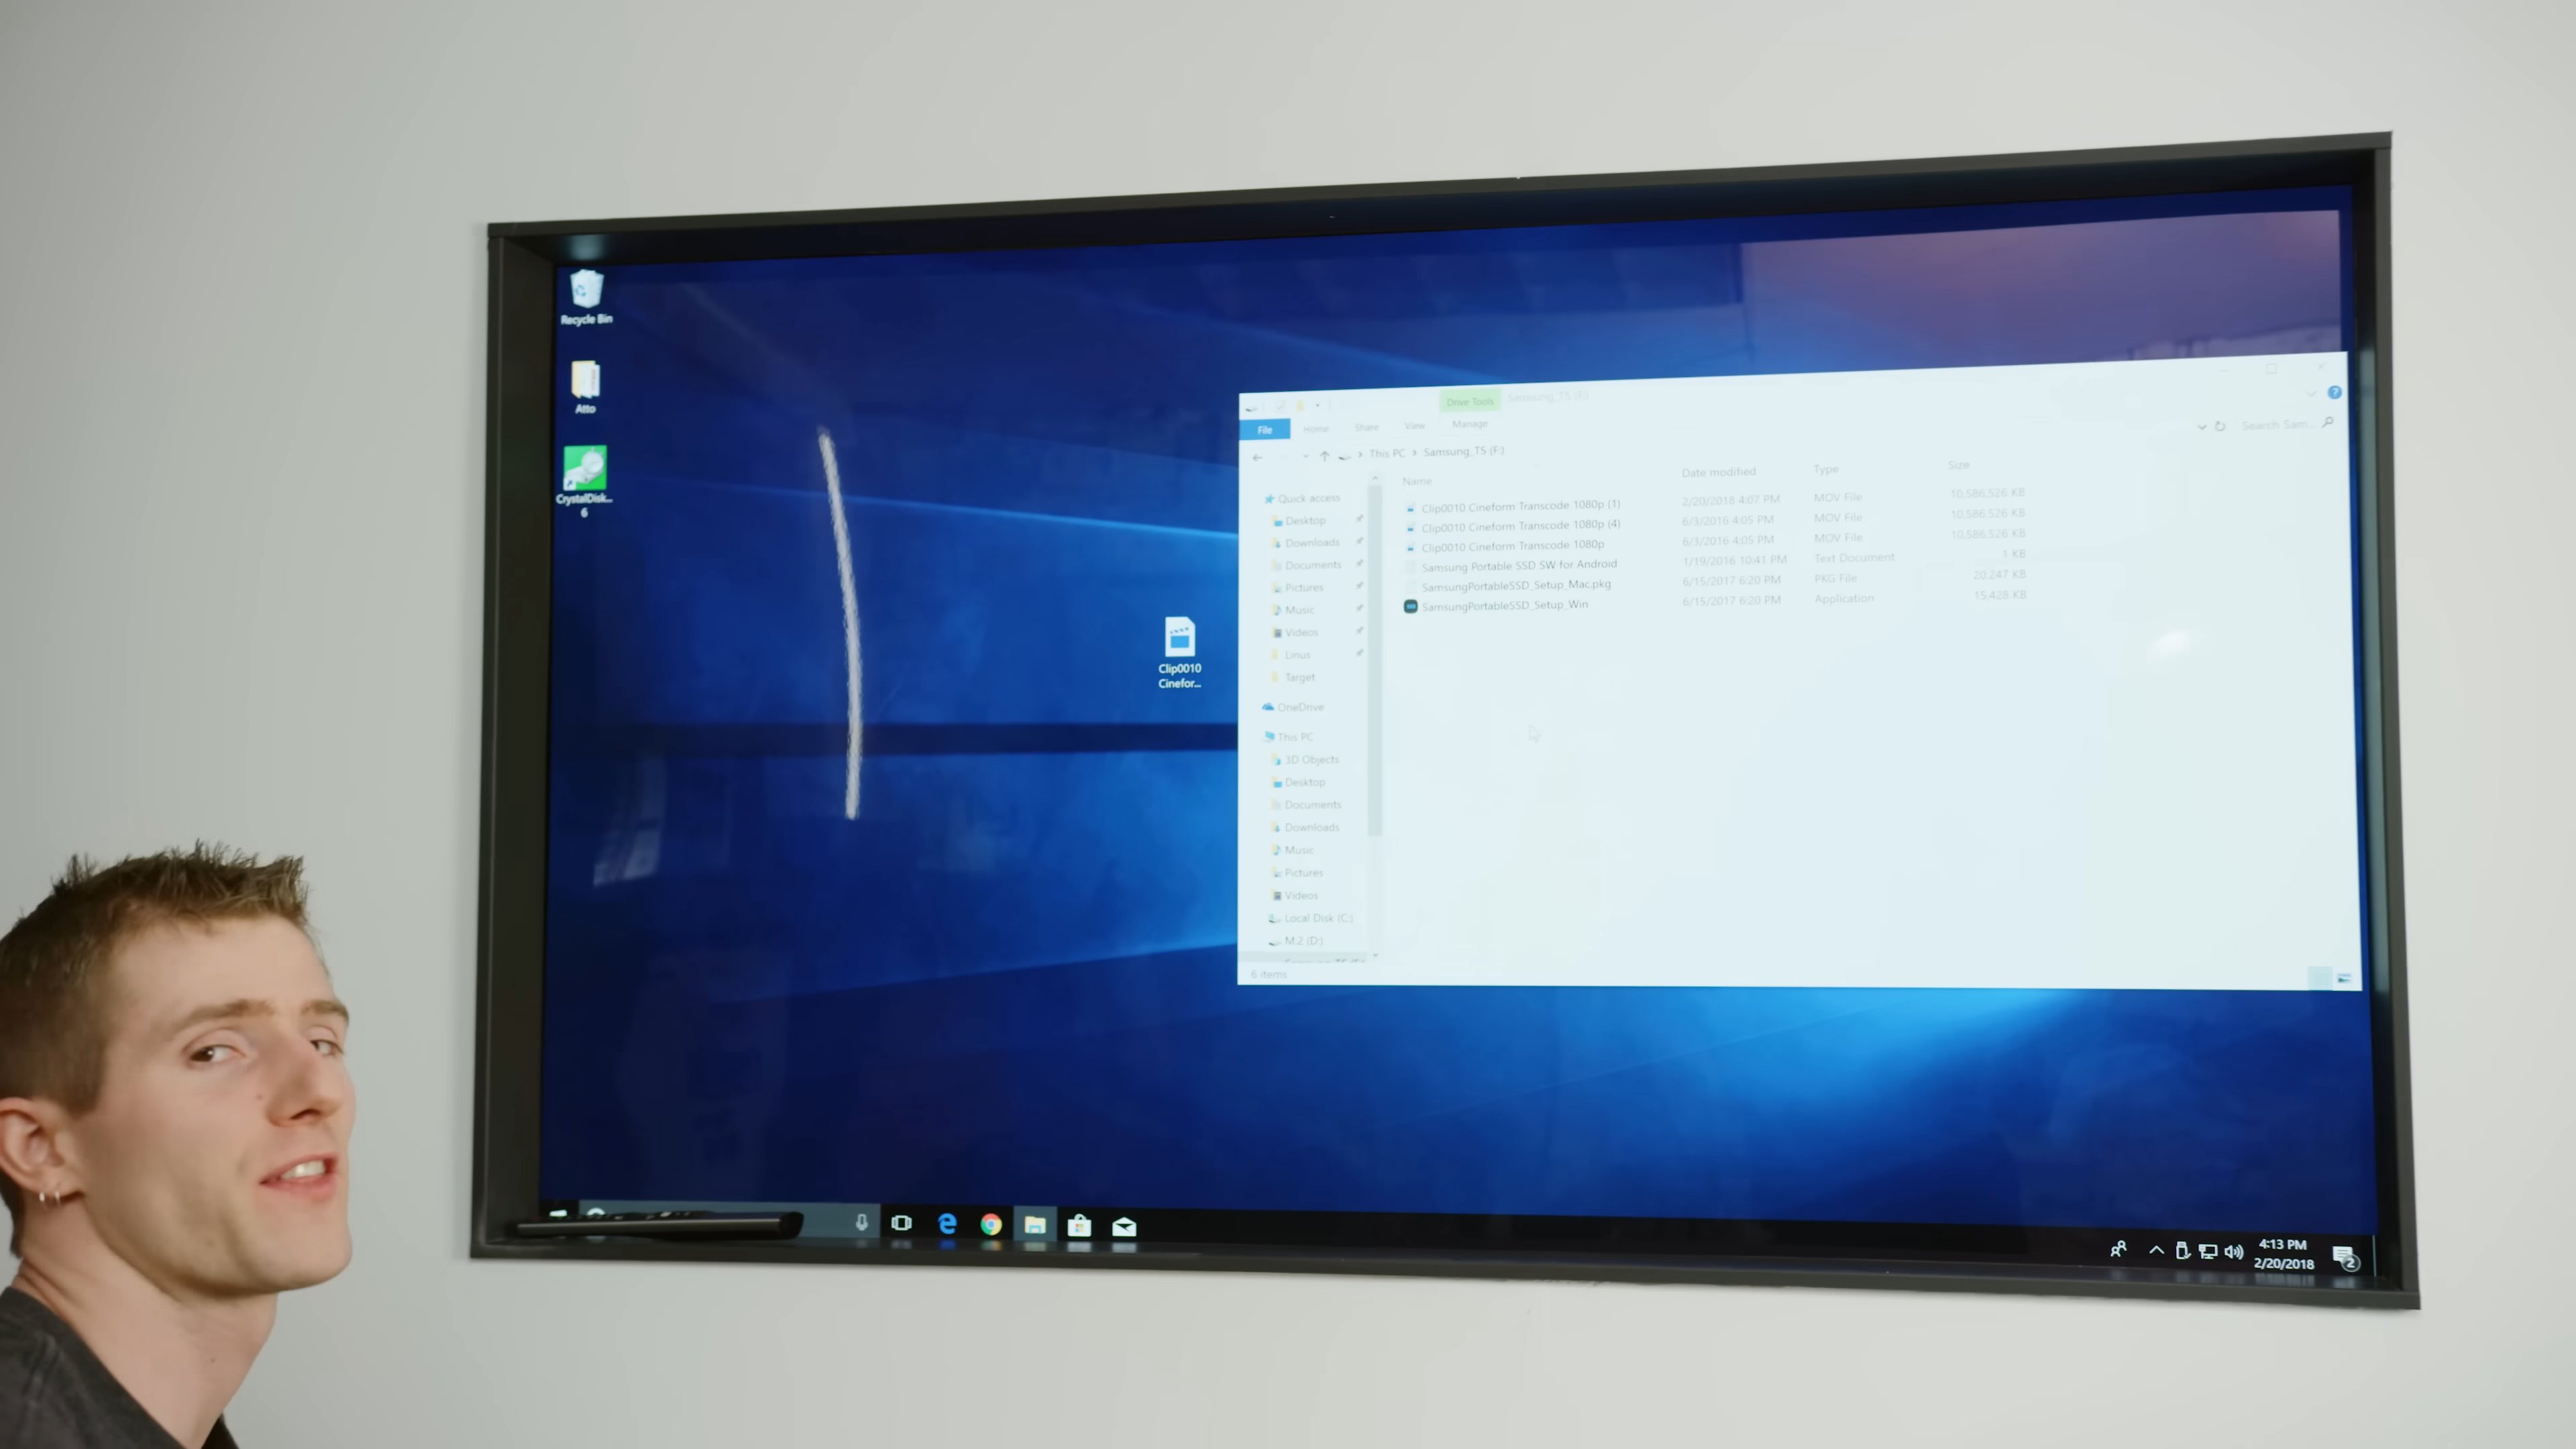 Recycle Bin
Atto
CrystalDisk...
6
Clip0010
Cinefor...
Drive Tools
Samsung_T5 (F:)
File
Home
Share
View
Manage
This PC
Samsung_T5 (F:)
Search Sam...
Name
Date modified
Type
Size
Clip0010 Cineform Transcode 1080p (1)
2/20/2018 4:07 PM
MOV File
10,586,526 KB
Clip0010 Cineform Transcode 1080p (4)
6/3/2016 4:05 PM
MOV File
10,586,526 KB
Clip0010 Cineform Transcode 1080p
6/3/2016 4:05 PM
MOV File
10,586,526 KB
Samsung Portable SSD SW for Android
1/19/2016 10:41 PM
Text Document
1 KB
SamsungPortableSSD_Setup_Mac.pkg
6/15/2017 6:20 PM
PKG File
20,247 KB
SamsungPortableSSD_Setup_Win
6/15/2017 6:20 PM
Application
15,428 KB
Quick access
Desktop
Downloads
Documents
Pictures
Music
Videos
Linus
Target
OneDrive
This PC
3D Objects
Desktop
Documents
Downloads
Music
Pictures
Videos
Local Disk (C:)
M.2 (D:)
6 items
4:13 PM
2/20/2018
2